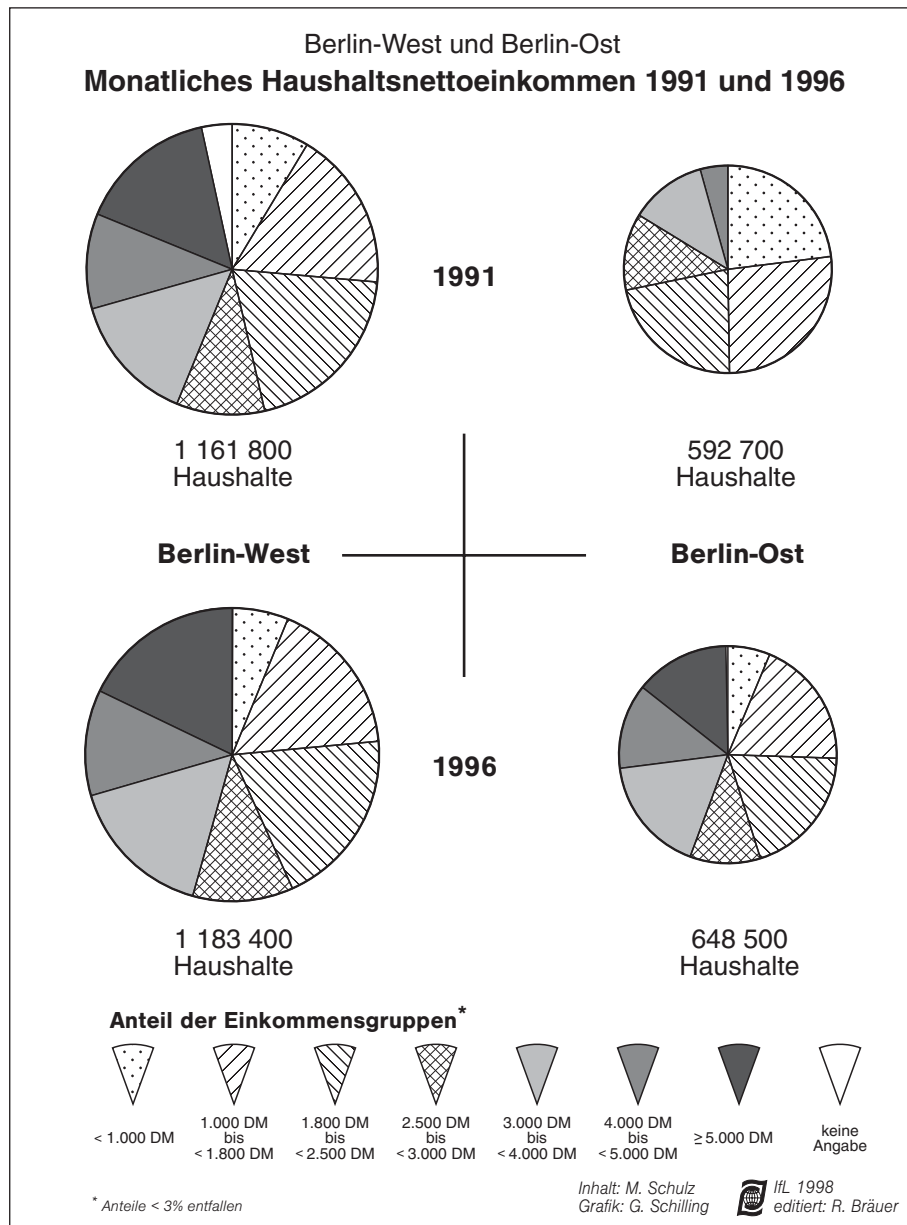 Berlin-West und Berlin-Ost
Monatliches Haushaltsnettoeinkommen 1991 und 1996
1991
1 161 800
Haushalte
592 700
Haushalte
Berlin-West
Berlin-Ost
1996
1 183 400
Haushalte
648 500
Haushalte
Anteil der Einkommensgruppen*
< 1.000 DM
1.000 DM
bis
< 1.800 DM
1.800 DM
bis
< 2.500 DM
2.500 DM
bis
< 3.000 DM
3.000 DM
bis
< 4.000 DM
4.000 DM
bis
< 5.000 DM
≥ 5.000 DM
keine
Angabe
* Anteile < 3% entfallen
Inhalt: M. Schulz
Grafik: G. Schilling
IfL 1998
editiert: R. Bräuer